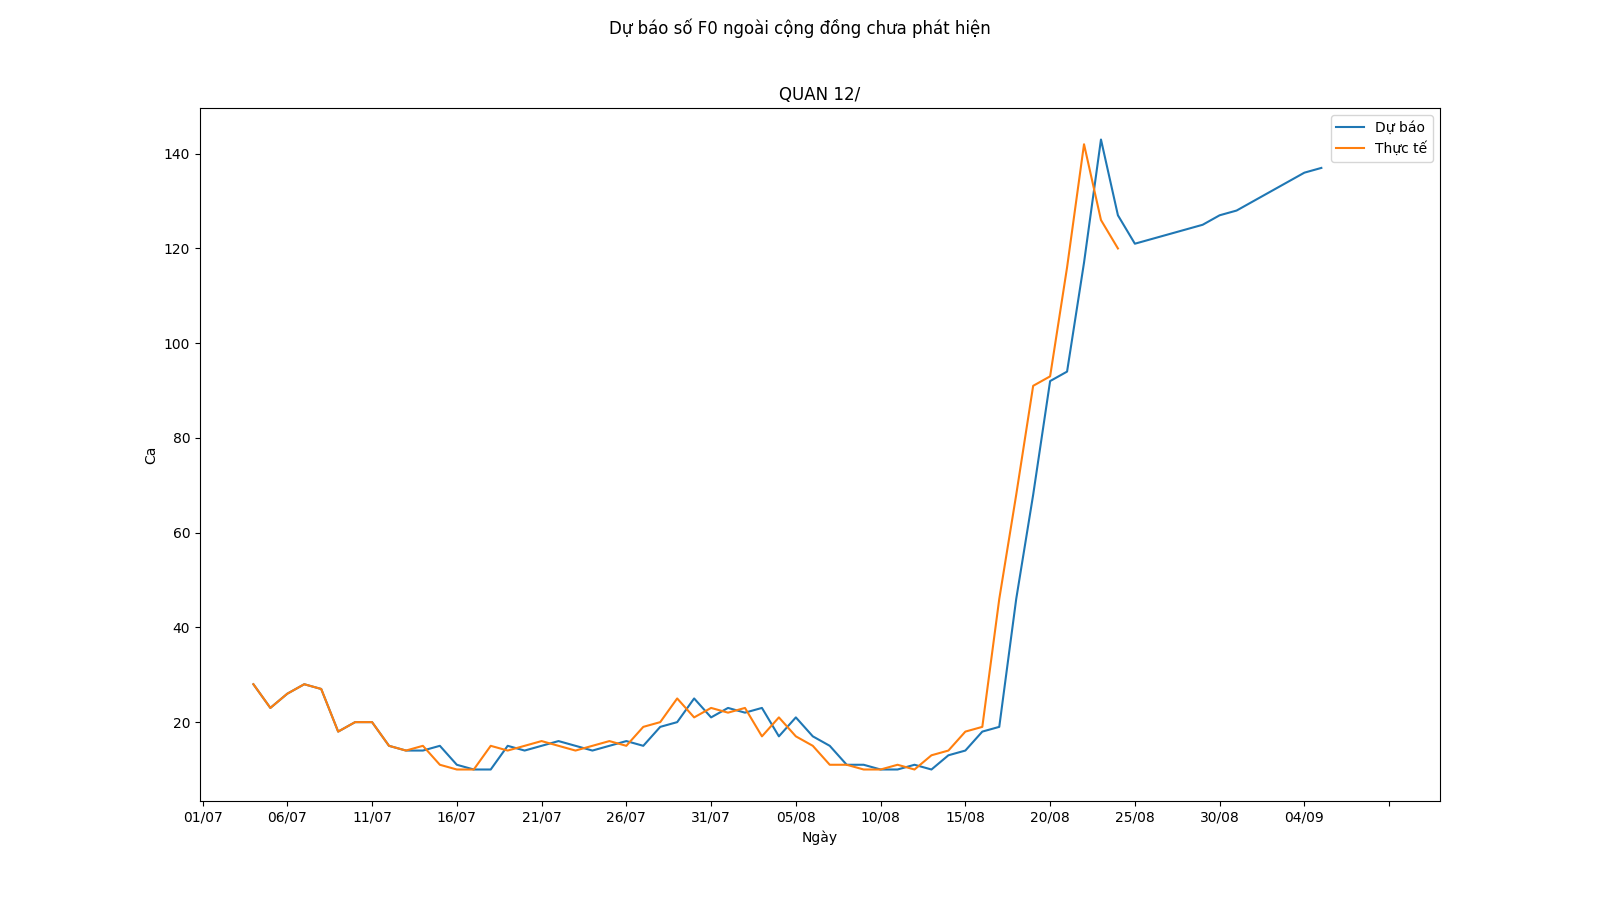 Dự báo số F0 ngoài cộng đồng chưa phát hiện
QUAN 12/
Dự báo
Thực tế
140
120
100
80
60
40
20
Ca
01/07 06/07 11/07 16/07 21/07 26/07 31/07 05/08 10/08 15/08 20/08 25/08 30/08 04/09
Ngày